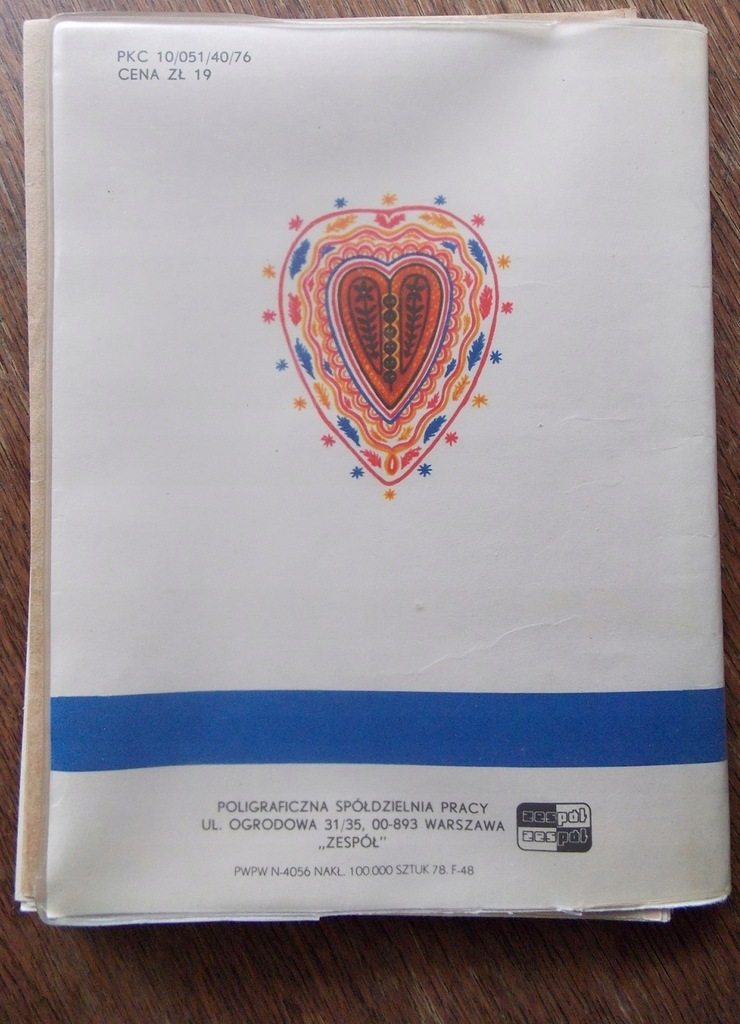 PKC 10/051/40/76
CENA ZŁ 19
POLIGRAFICZNA SPÓŁDZIELNIA PRACY
UL. OGRODOWA 31/35, 00-893 WARSZAWA
„ZESPÓŁ”
zespół
zespół
PWPW N-4056 NAKŁ. 100.000 SZTUK 78. F-48